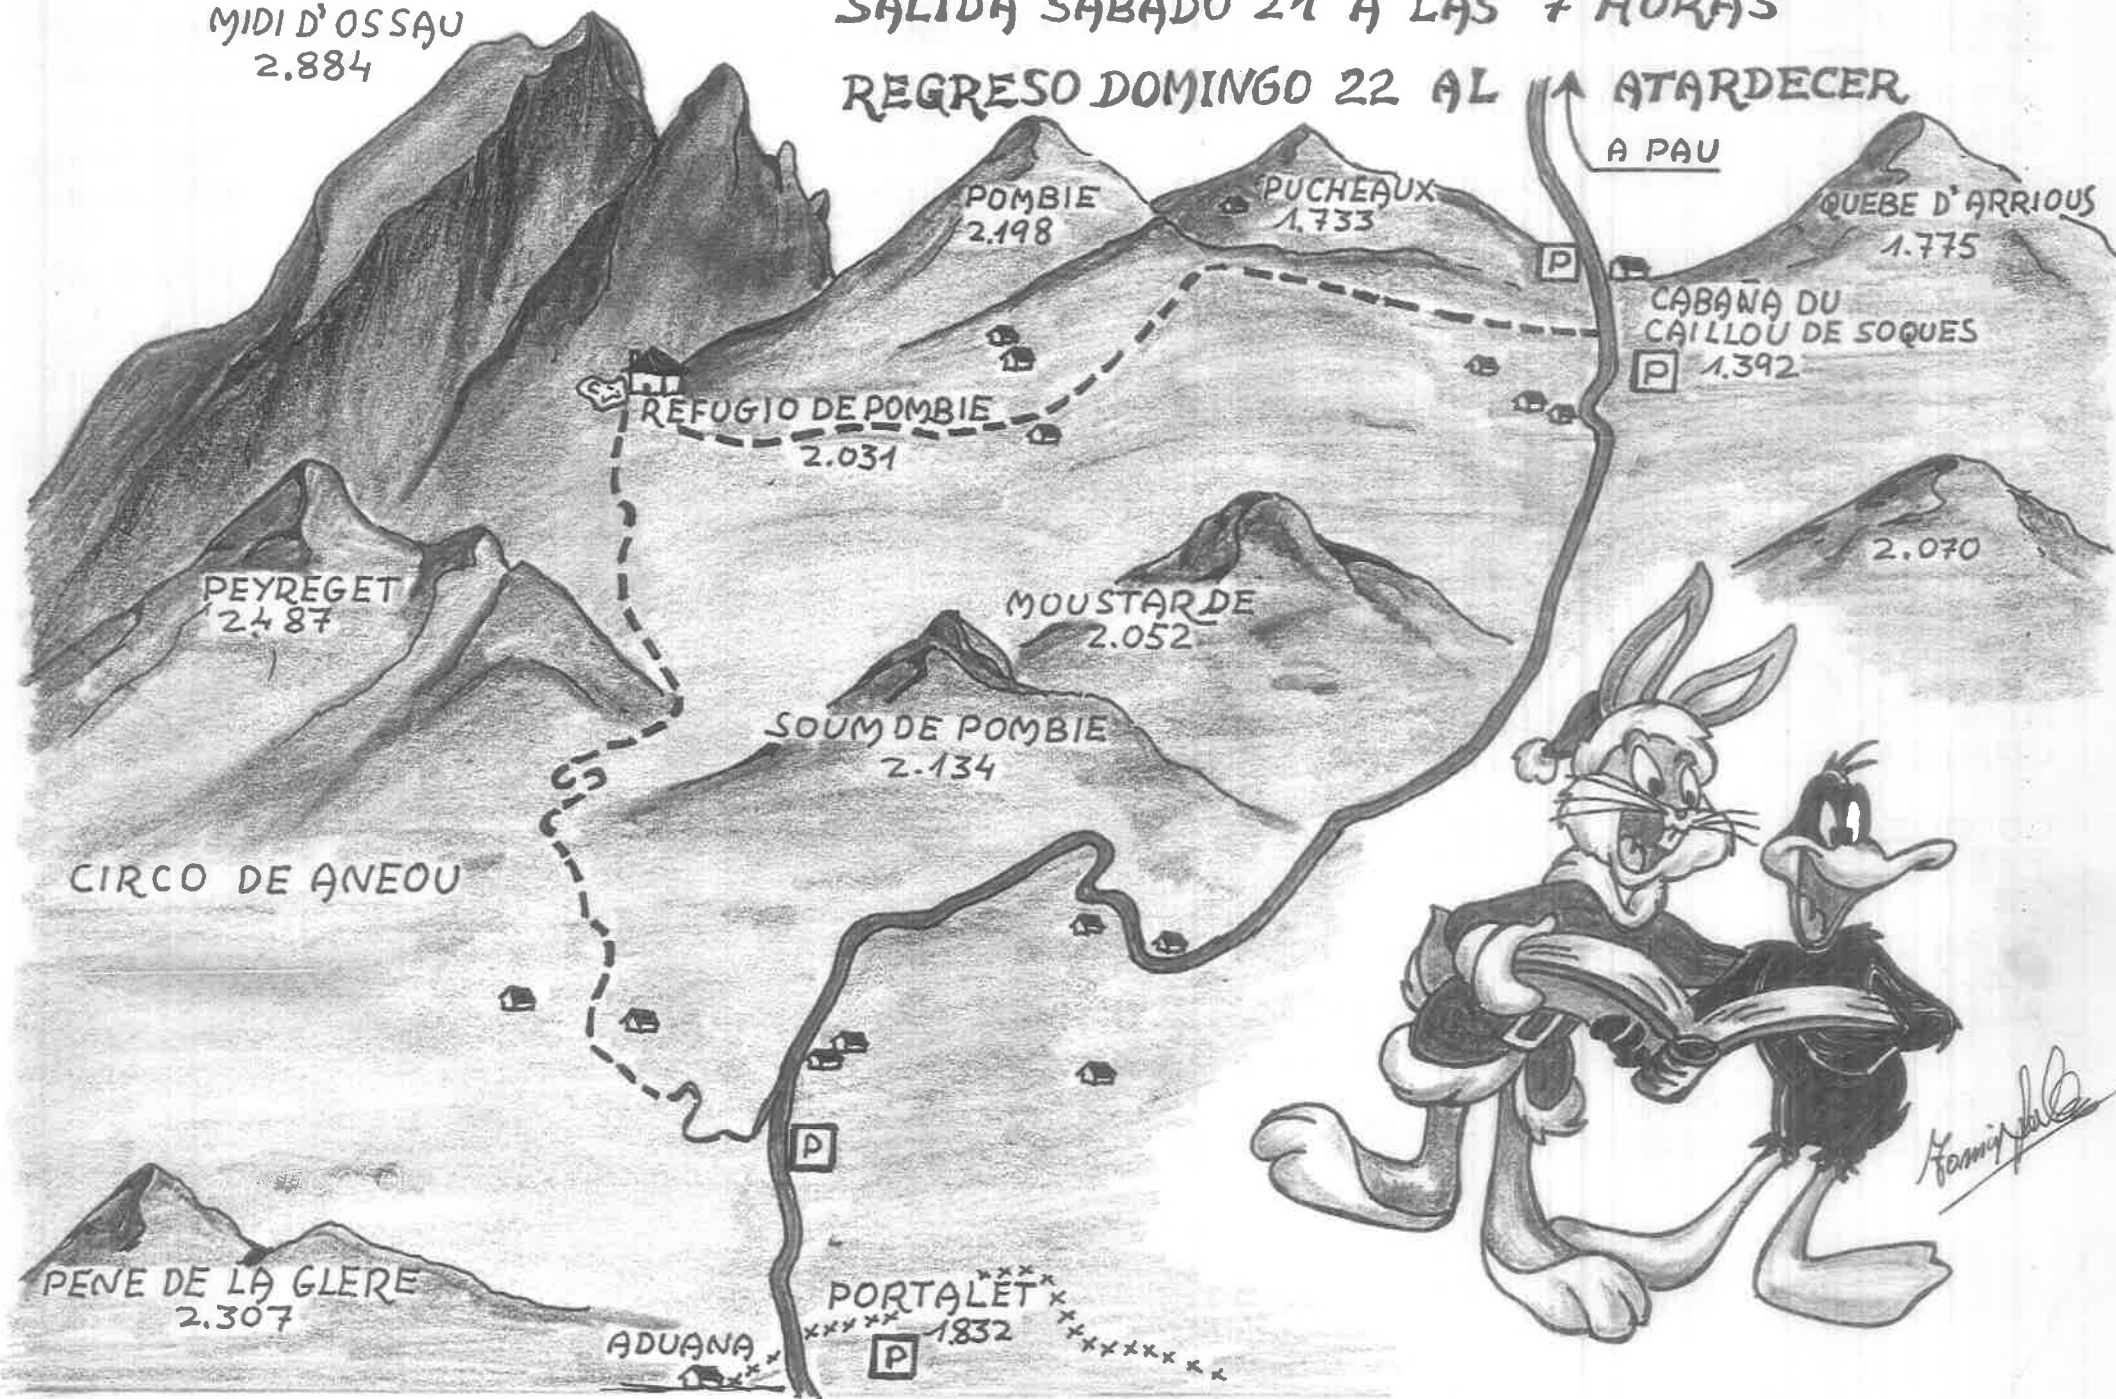 MIDI D'OSSAU
2.884
SALIDA SABADO 21 A LAS 7 HORAS
REGRESO DOMINGO 22 AL ATARDECER
A PAU
POMBIE
2.198
PUCHEAUX
1.733
QUEBE D'ARRIOUS
1.775
P
CABAÑA DU
CAILLOU DE SOQUES
P 1.392
REFUGIO DE POMBIE
2.031
2.070
PEYREGET
2.487
MOUSTARDE
2.052
SOUM DE POMBIE
2.134
CIRCO DE ANEOU
P
PENE DE LA GLERE
2.307
PORTALET
1832
ADUANA
P